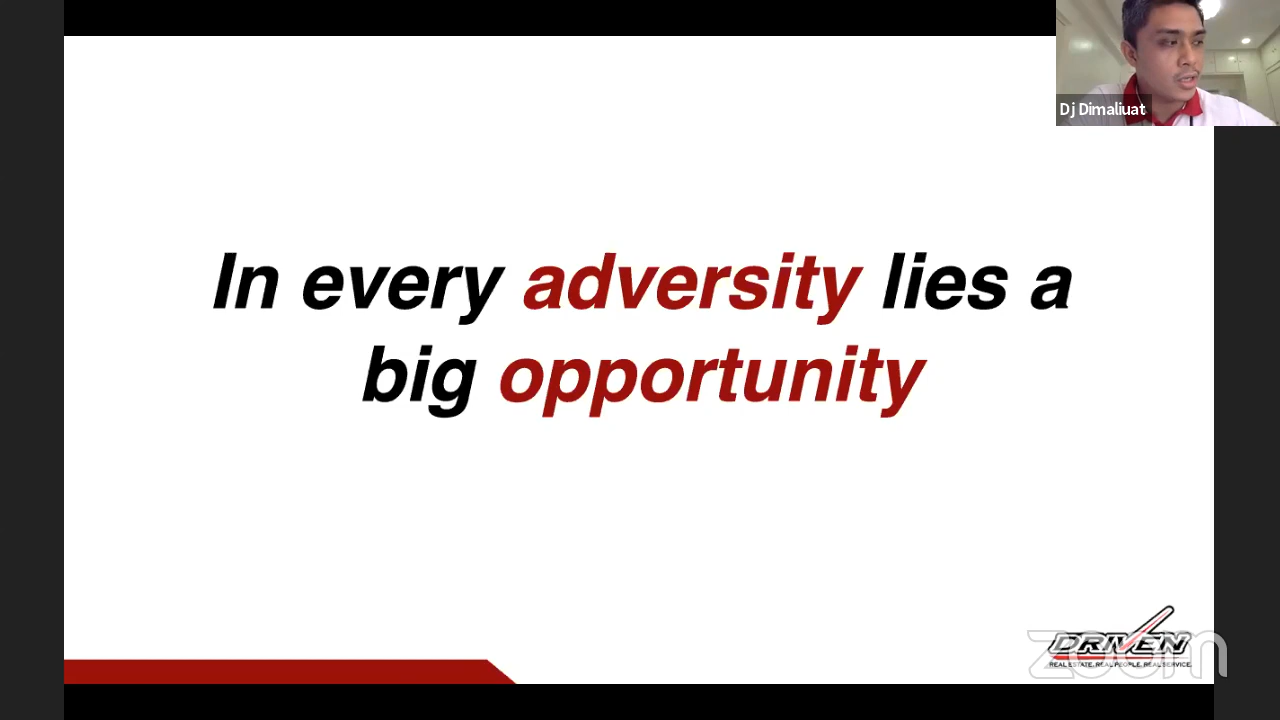 Dj Dimaliuat
In every adversity lies a
big opportunity
DRIVEN
REAL ESTATE. REAL PEOPLE. REAL SERVICE.
zoom